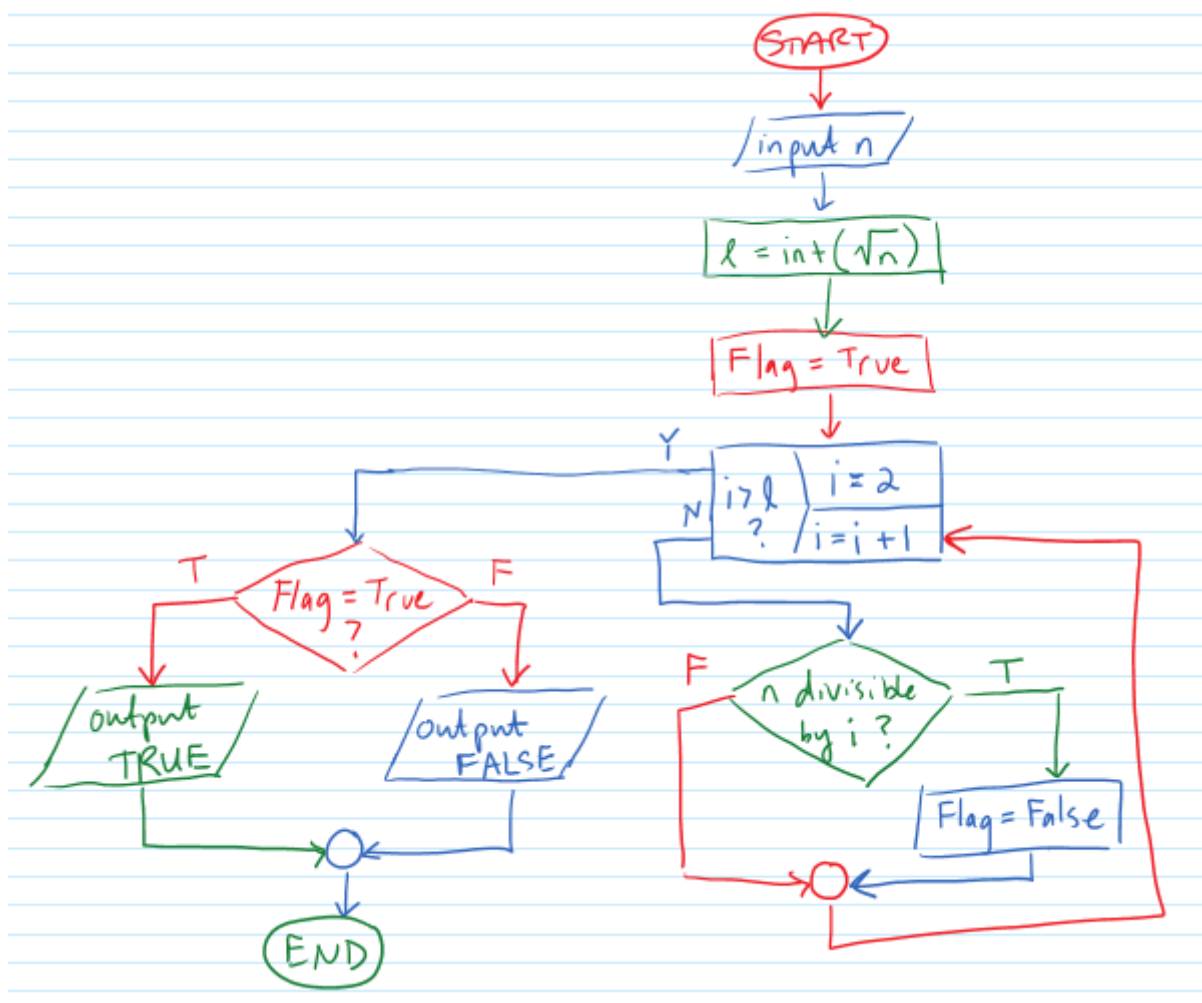 START
input n
l = int(√n)
Flag = True
Y
N
i > l
?
i = 2
i = i + 1
T
Flag = True
?
F
output
TRUE
output
FALSE
END
F
n divisible
by i ?
T
Flag = False